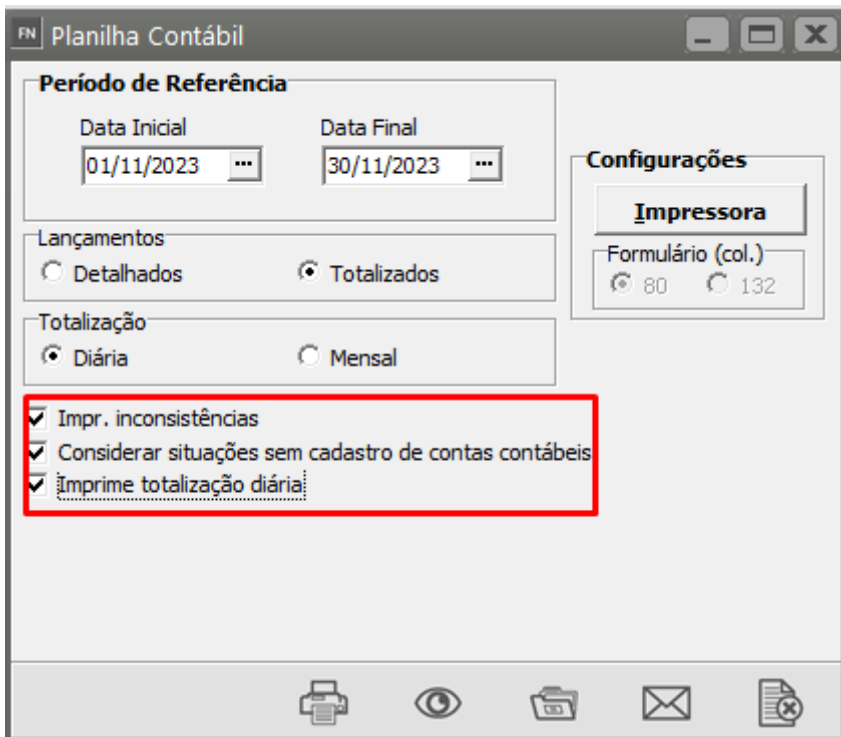 FN Planilha Contábil
Período de Referência
Data Inicial Data Final
01/11/2023 ... 30/11/2023 ...
Configurações
Impressora
Formulário (col.)
80 132
Lançamentos
Detalhados Totalizados
Totalização
Diária Mensal
Impr. inconsistências
Considerar situações sem cadastro de contas contábeis
Imprime totalização diária